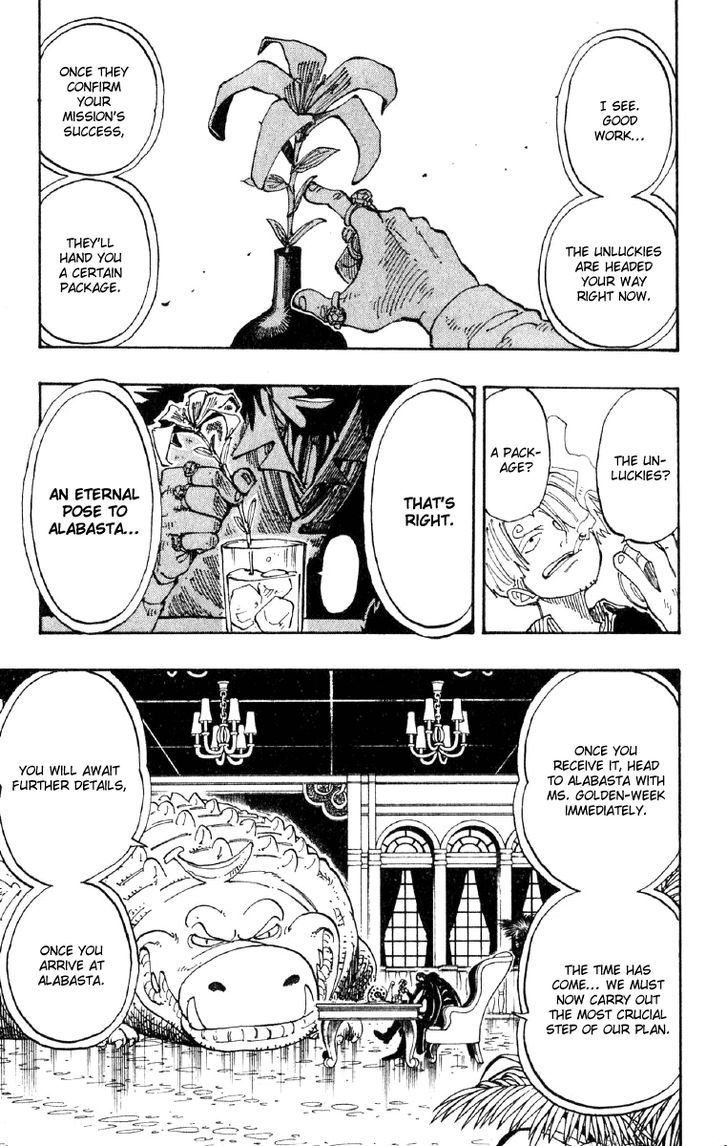 I SEE.
GOOD
WORK...
THE UNLUCKIES
ARE HEADED
YOUR WAY
RIGHT NOW.
ONCE THEY
CONFIRM
YOUR
MISSION'S
SUCCESS,
THEY'LL
HAND YOU
A CERTAIN
PACKAGE.
THE UN-
LUCKIES?
A PACK-
AGE?
THAT'S
RIGHT.
AN ETERNAL
POSE TO
ALABASTA...
ONCE YOU
RECEIVE IT, HEAD
TO ALABASTA WITH
MS. GOLDEN-WEEK
IMMEDIATELY.
THE TIME HAS
COME... WE MUST
NOW CARRY OUT
THE MOST CRUCIAL
STEP OF OUR PLAN.
YOU WILL AWAIT
FURTHER DETAILS,
ONCE YOU
ARRIVE AT
ALABASTA.